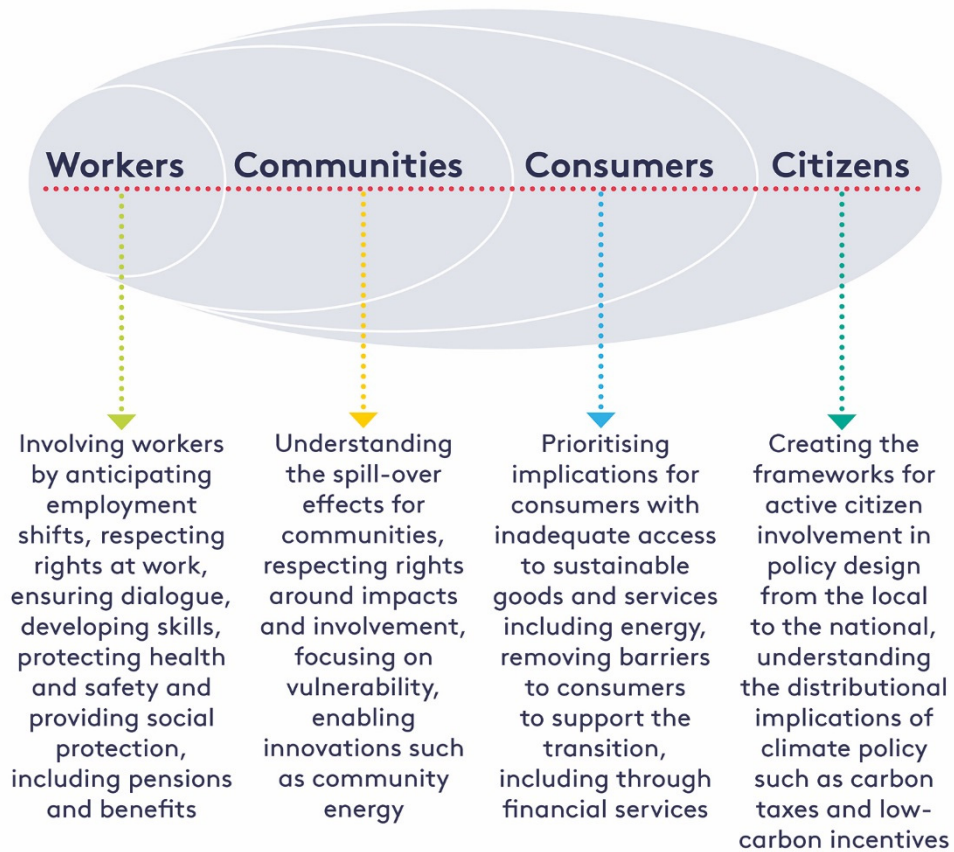 Workers
Communities
Consumers
Citizens
Involving workers
by anticipating
employment
shifts, respecting
rights at work,
ensuring dialogue,
developing skills,
protecting health
and safety and
providing social
protection,
including pensions
and benefits
Understanding
the spill-over
effects for
communities,
respecting rights
around impacts
and involvement,
focusing on
vulnerability,
enabling
innovations such
as community
energy
Prioritising
implications for
consumers with
inadequate access
to sustainable
goods and services
including energy,
removing barriers
to consumers
to support the
transition,
including through
financial services
Creating the
frameworks for
active citizen
involvement in
policy design
from the local
to the national,
understanding
the distributional
implications of
climate policy
such as carbon
taxes and low-
carbon incentives